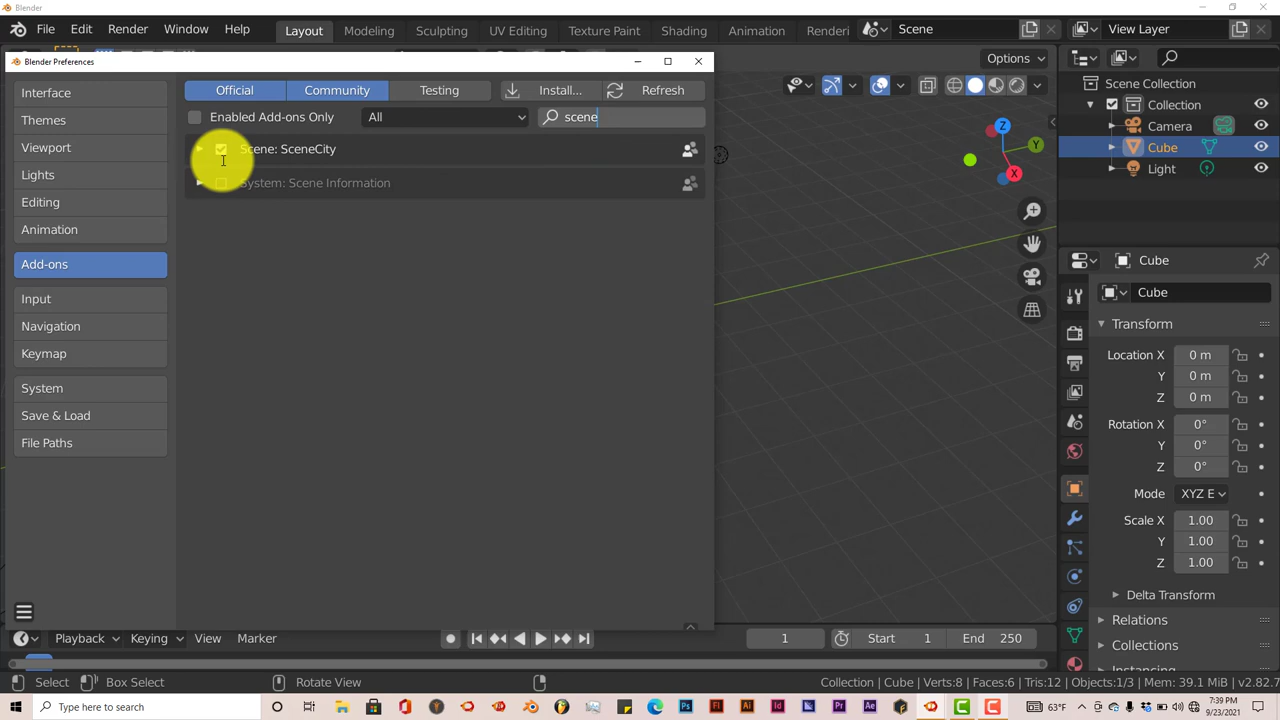 Blender
File Edit Render Window Help Layout Modeling Sculpting UV Editing Texture Paint Shading Animation Renderi Scene View Layer
Blender Preferences
Options
Interface
Themes
Viewport
Lights
Editing
Animation
Add-ons
Input
Navigation
Keymap
System
Save & Load
File Paths
Official Community Testing Install... Refresh
Enabled Add-ons Only All scene
Scene: SceneCity
System: Scene Information
Z
Y
X
Scene Collection
Collection
Camera
Cube
Light
Cube
Cube
Transform
Location X 0 m
Y 0 m
Z 0 m
Rotation X 0°
Y 0°
Z 0°
Mode XYZ E
Scale X 1.00
Y 1.00
Z 1.00
Delta Transform
Relations
Collections
Instancing
Playback Keying View Marker 1 Start 1 End 250
Select Box Select Rotate View Collection | Cube | Verts:8 | Faces:6 | Tris:12 | Objects:1/3 | Mem: 39.1 MiB | v2.82.7
Type here to search
63°F
7:39 PM
9/23/2021